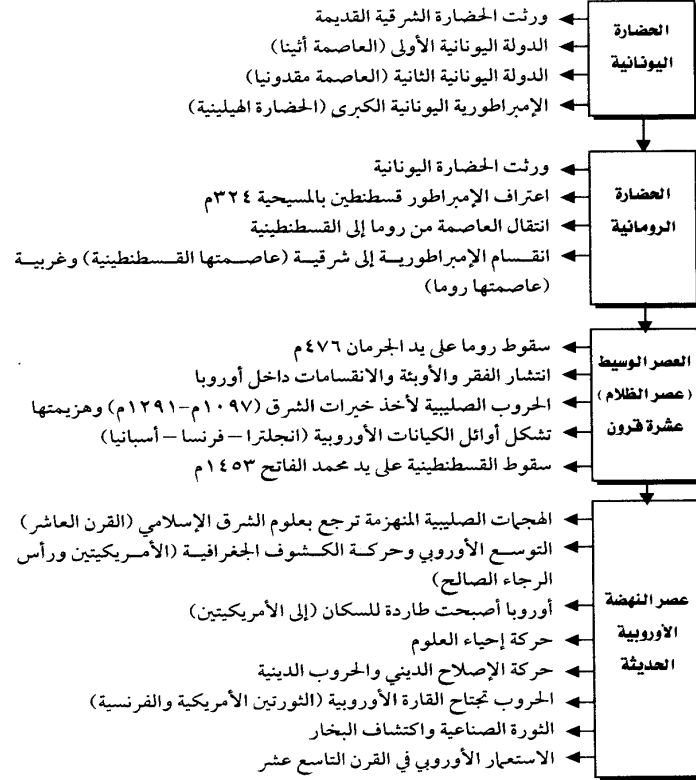 الحضارة
اليونانية
ورثت الحضارة الشرقية القديمة
الدولة اليونانية الأولى (العاصمة أثينا)
الدولة اليونانية الثانية (العاصمة مقدونيا)
الإمبراطورية اليونانية الكبرى (الحضارة الهيلينية)
الحضارة
الرومانية
ورثت الحضارة اليونانية
اعتراف الإمبراطور قسطنطين بالمسيحية ٣٢٤م
انتقال العاصمة من روما إلى القسطنطينية
انقسام الإمبراطورية إلى شرقية (عاصمتها القسطنطينية) وغربية
(عاصمتها روما)
العصر الوسيط
(عصر الظلام)
عشرة قرون
سقوط روما على يد الجرمان ٤٧٦م
انتشار الفقر والأوبئة والانقسامات داخل أوروبا
الحروب الصليبية لأخذ خيرات الشرق (١٠٩٧م–١٢٩١م) وهزيمتها
تشكل أوائل الكيانات الأوروبية (انجلترا – فرنسا – أسبانيا)
سقوط القسطنطينية على يد محمد الفاتح ١٤٥٣م
عصر النهضة
الأوروبية
الحديثة
الهجمات الصليبية المنهزمة ترجع بعلوم الشرق الإسلامي (القرن العاشر)
التوسع الأوروبي وحركة الكشوف الجغرافية (الأمريكيتين ورأس
الرجاء الصالح)
أوروبا أصبحت طاردة للسكان (إلى الأمريكيتين)
حركة إحياء العلوم
حركة الإصلاح الديني والحروب الدينية
الحروب تجتاح القارة الأوروبية (الثورتين الأمريكية والفرنسية)
الثورة الصناعية واكتشاف البخار
الاستعمار الأوروبي في القرن التاسع عشر